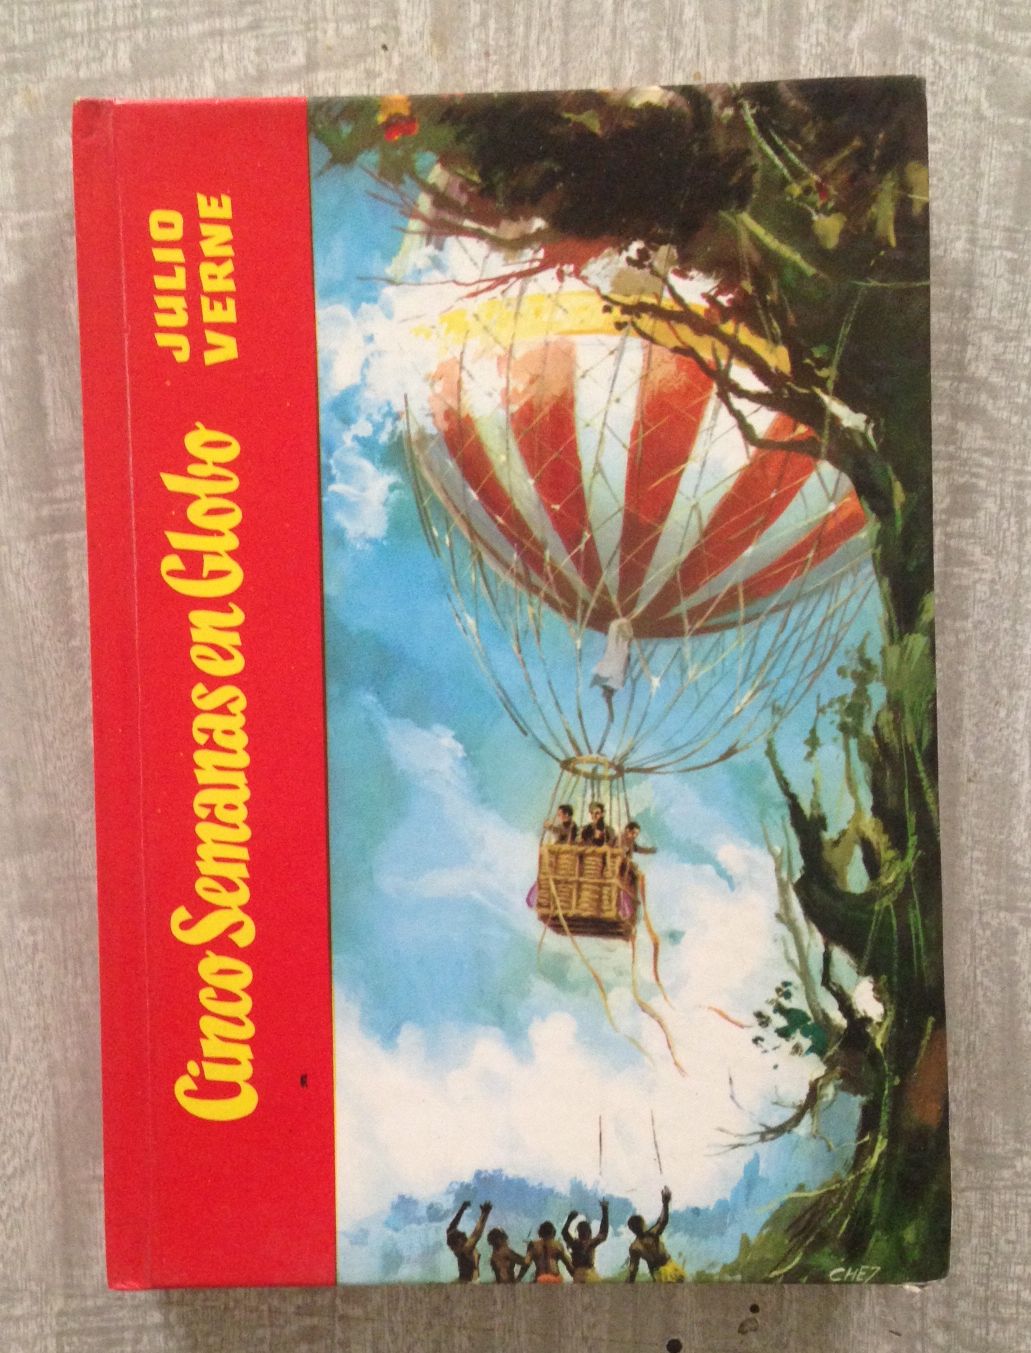 Cinco Semanas en Globo
JULIO
VERNE
CHEZ